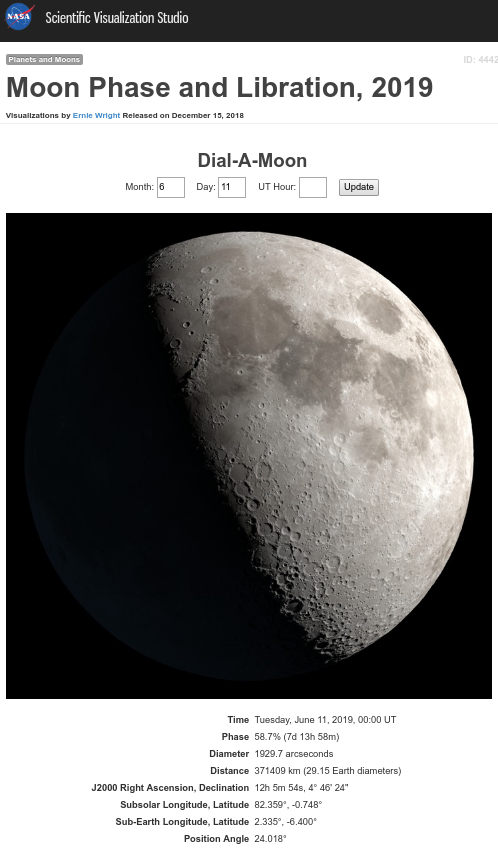 NASA Scientific Visualization Studio
Planets and Moons ID: 4442
Moon Phase and Libration, 2019
Visualizations by Ernie Wright Released on December 15, 2018
Dial-A-Moon
Month: 6 Day: 11 UT Hour: Update
Time Tuesday, June 11, 2019, 00:00 UT
Phase 58.7% (7d 13h 58m)
Diameter 1929.7 arcseconds
Distance 371409 km (29.15 Earth diameters)
J2000 Right Ascension, Declination 12h 5m 54s, 4° 46' 24"
Subsolar Longitude, Latitude 82.359°, -0.748°
Sub-Earth Longitude, Latitude 2.335°, -6.400°
Position Angle 24.018°